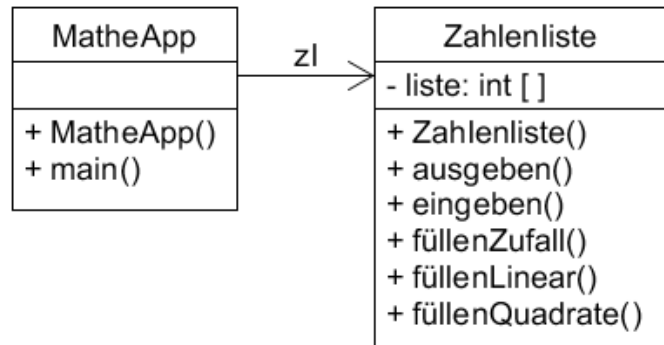 MatheApp
+ MatheApp()
+ main()
zl
Zahlenliste
- liste: int [ ]
+ Zahlenliste()
+ ausgeben()
+ eingeben()
+ füllenZufall()
+ füllenLinear()
+ füllenQuadrate()